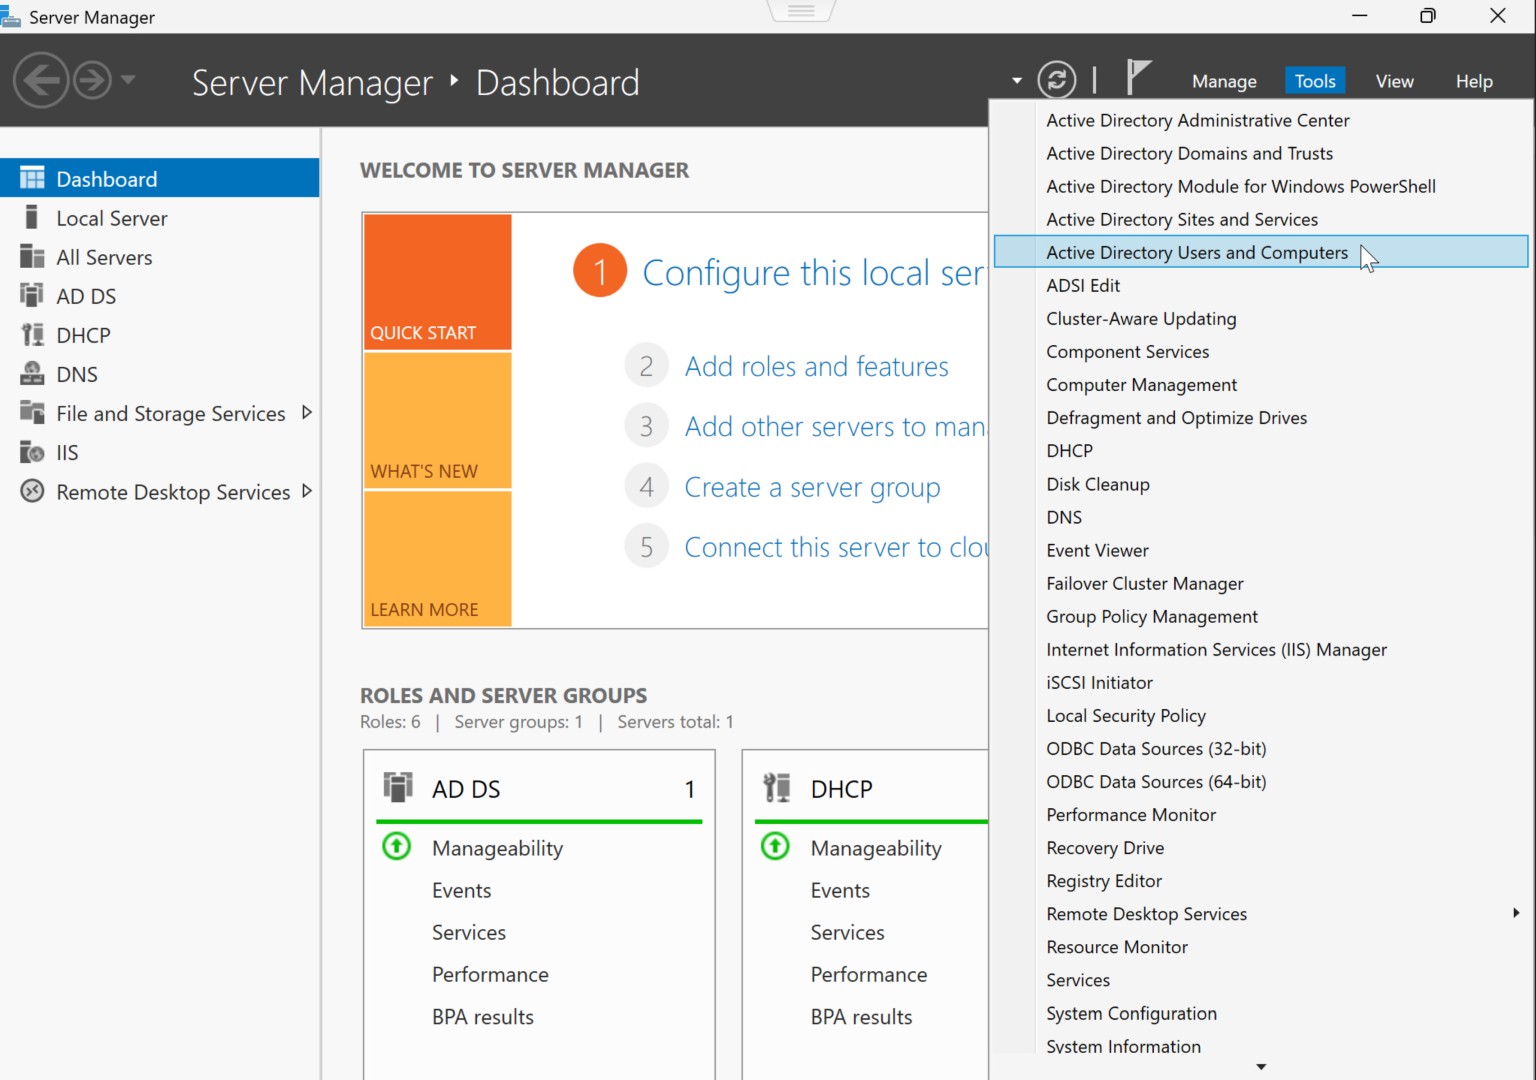 Server Manager
Server Manager ‣ Dashboard
Manage
Tools
View
Help
Dashboard
Local Server
All Servers
AD DS
DHCP
DNS
File and Storage Services
IIS
Remote Desktop Services
WELCOME TO SERVER MANAGER
QUICK START
WHAT'S NEW
LEARN MORE
1 Configure this local ser
2 Add roles and features
3 Add other servers to man
4 Create a server group
5 Connect this server to clou
ROLES AND SERVER GROUPS
Roles: 6 | Server groups: 1 | Servers total: 1
AD DS 1
Manageability
Events
Services
Performance
BPA results
DHCP
Manageability
Events
Services
Performance
BPA results
Active Directory Administrative Center
Active Directory Domains and Trusts
Active Directory Module for Windows PowerShell
Active Directory Sites and Services
Active Directory Users and Computers
ADSI Edit
Cluster-Aware Updating
Component Services
Computer Management
Defragment and Optimize Drives
DHCP
Disk Cleanup
DNS
Event Viewer
Failover Cluster Manager
Group Policy Management
Internet Information Services (IIS) Manager
iSCSI Initiator
Local Security Policy
ODBC Data Sources (32-bit)
ODBC Data Sources (64-bit)
Performance Monitor
Recovery Drive
Registry Editor
Remote Desktop Services
Resource Monitor
Services
System Configuration
System Information